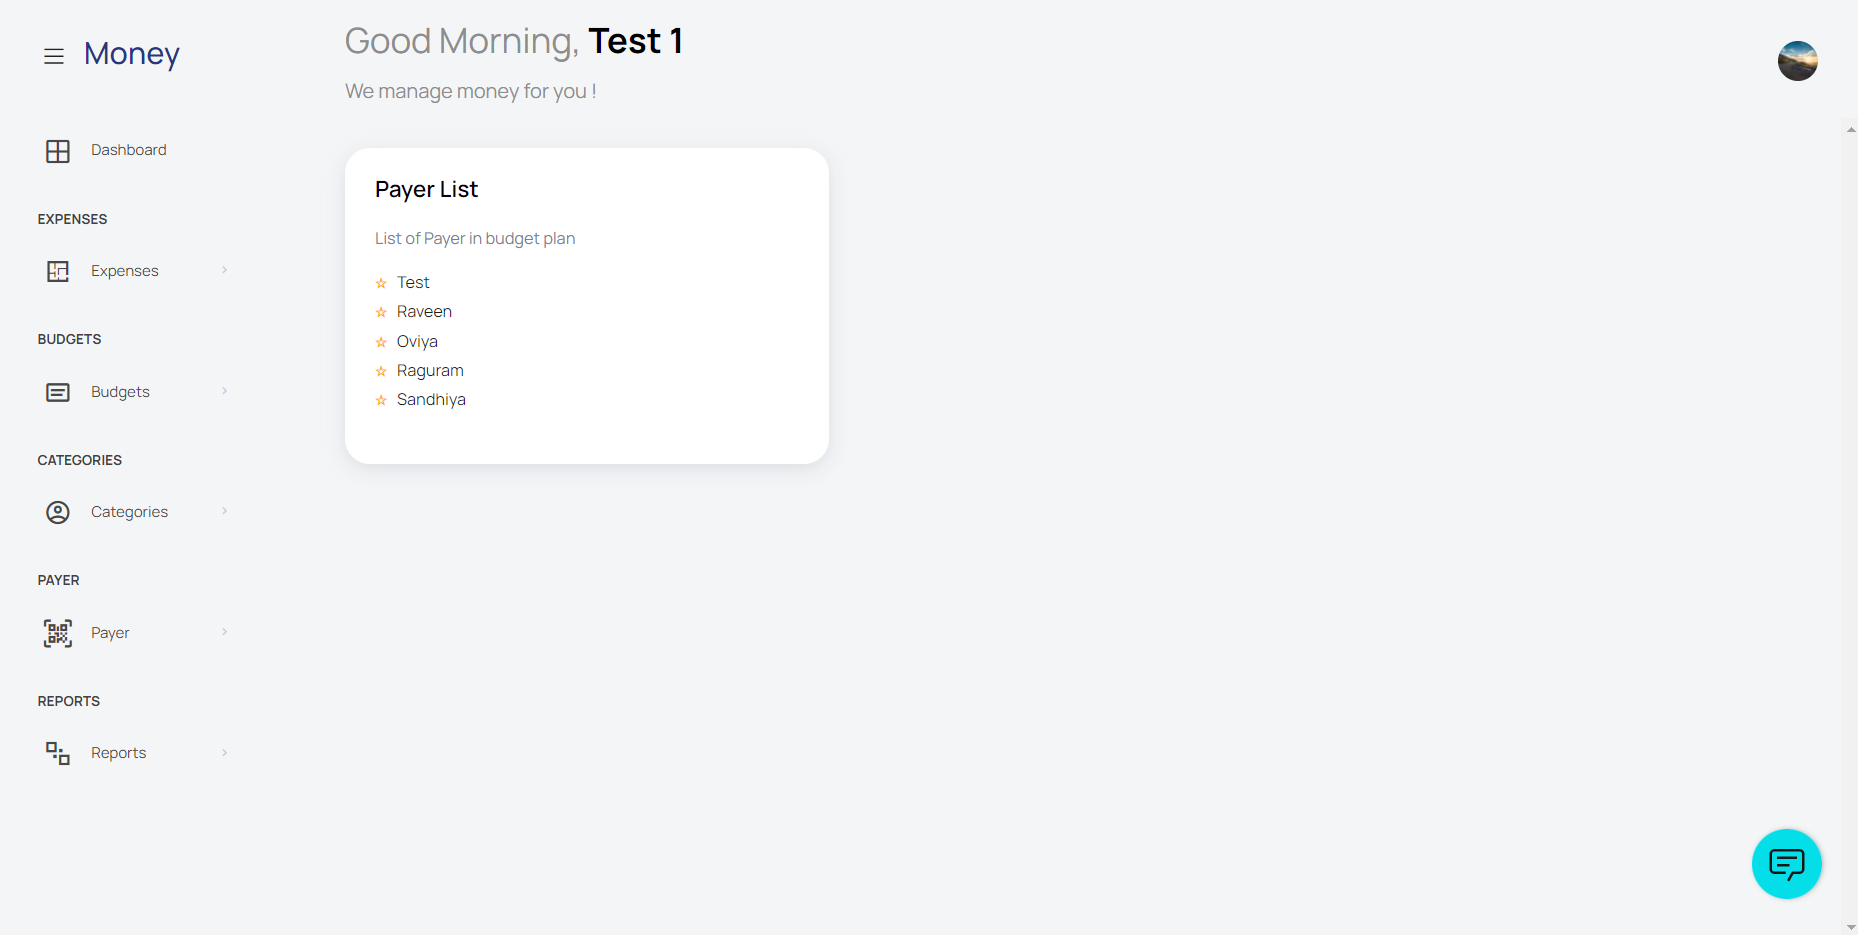 Money
Dashboard
EXPENSES
Expenses
BUDGETS
Budgets
CATEGORIES
Categories
PAYER
Payer
REPORTS
Reports
Good Morning, Test 1
We manage money for you !
Payer List
List of Payer in budget plan
Test
Raveen
Oviya
Raguram
Sandhiya